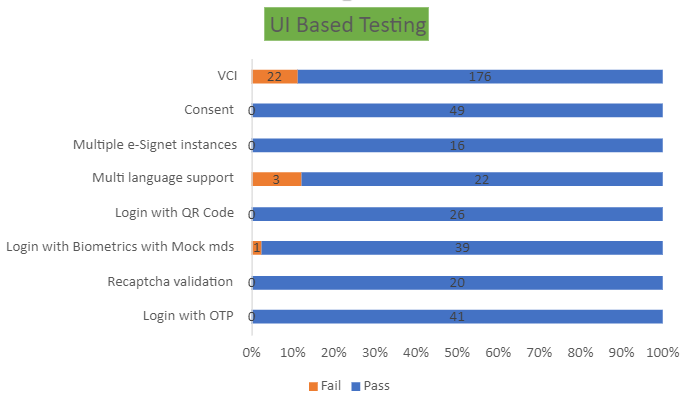 UI Based Testing
VCI 22 176
Consent 0 49
Multiple e-Signet instances 0 16
Multi language support 3 22
Login with QR Code 0 26
Login with Biometrics with Mock mds 1 39
Recaptcha validation 0 20
Login with OTP 0 41
0% 10% 20% 30% 40% 50% 60% 70% 80% 90% 100%
Fail Pass